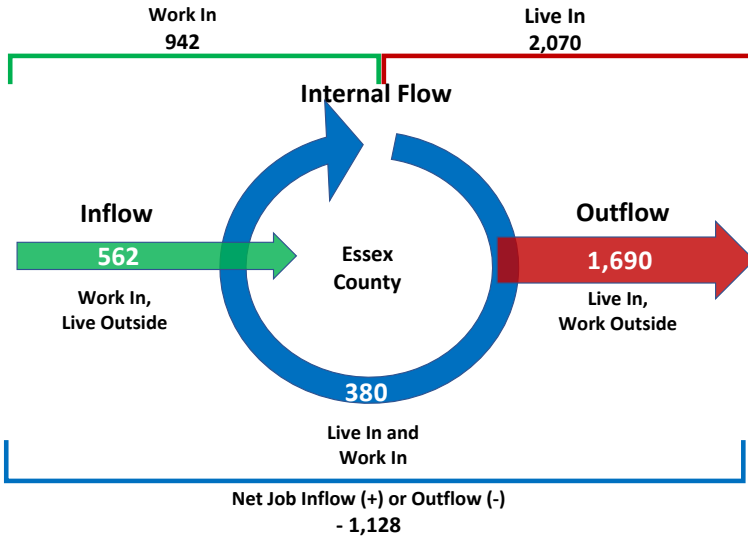 Work In
942
Live In
2,070
Internal Flow
Inflow
562
Work In,
Live Outside
Essex
County
Outflow
1,690
Live In,
Work Outside
380
Live In and
Work In
Net Job Inflow (+) or Outflow (-)
- 1,128